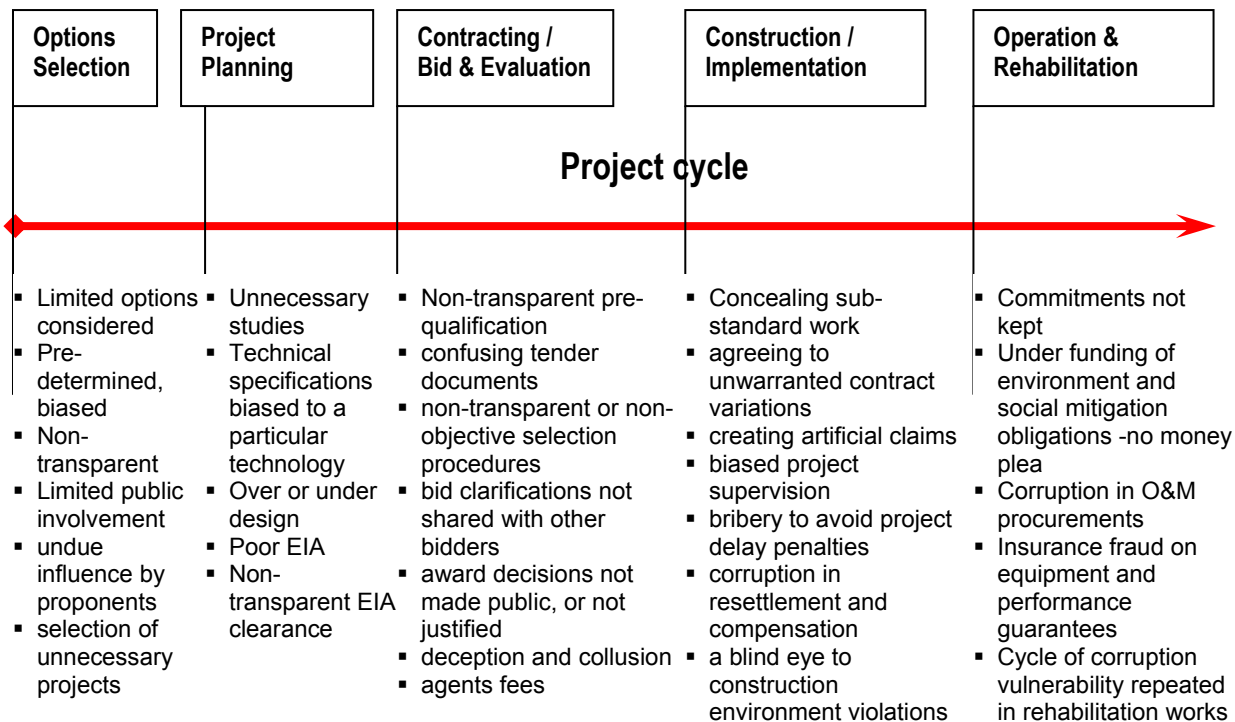 Options
Selection
Project
Planning
Contracting /
Bid & Evaluation
Construction /
Implementation
Operation &
Rehabilitation
Project cycle
▪ Limited options
considered
▪ Pre-
determined,
biased
▪ Non-
transparent
▪ Limited public
involvement
▪ undue
influence by
proponents
▪ selection of
unnecessary
projects
▪ Unnecessary
studies
▪ Technical
specifications
biased to a
particular
technology
▪ Over or under
design
▪ Poor EIA
▪ Non-
transparent EIA
clearance
▪ Non-transparent pre-
qualification
▪ confusing tender
documents
▪ non-transparent or non-
objective selection
procedures
▪ bid clarifications not
shared with other
bidders
▪ award decisions not
made public, or not
justified
▪ deception and collusion
▪ agents fees
▪ Concealing sub-
standard work
▪ agreeing to
unwarranted contract
variations
▪ creating artificial claims
▪ biased project
supervision
▪ bribery to avoid project
delay penalties
▪ corruption in
resettlement and
compensation
▪ a blind eye to
construction
environment violations
▪ Commitments not
kept
▪ Under funding of
environment and
social mitigation
obligations -no money
plea
▪ Corruption in O&M
procurements
▪ Insurance fraud on
equipment and
performance
guarantees
▪ Cycle of corruption
vulnerability repeated
in rehabilitation works